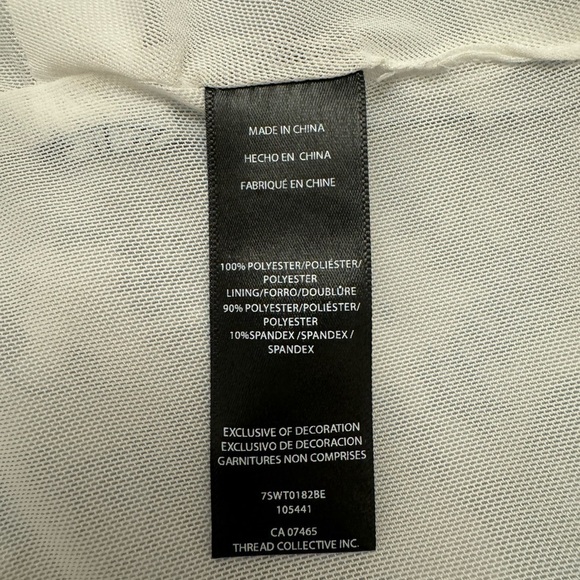 MADE IN CHINA
HECHO EN CHINA
FABRIQUÉ EN CHINE
100% POLYESTER/POLIÉSTER/
POLYESTER
LINING/FORRO/DOUBLÛRE
90% POLYESTER/POLIÉSTER/
POLYESTER
10%SPANDEX /SPANDEX /
SPANDEX
EXCLUSIVE OF DECORATION
EXCLUSIVO DE DECORACION
GARNITURES NON COMPRISES
7SWT0182BE
105441
CA 07465
THREAD COLLECTIVE INC.